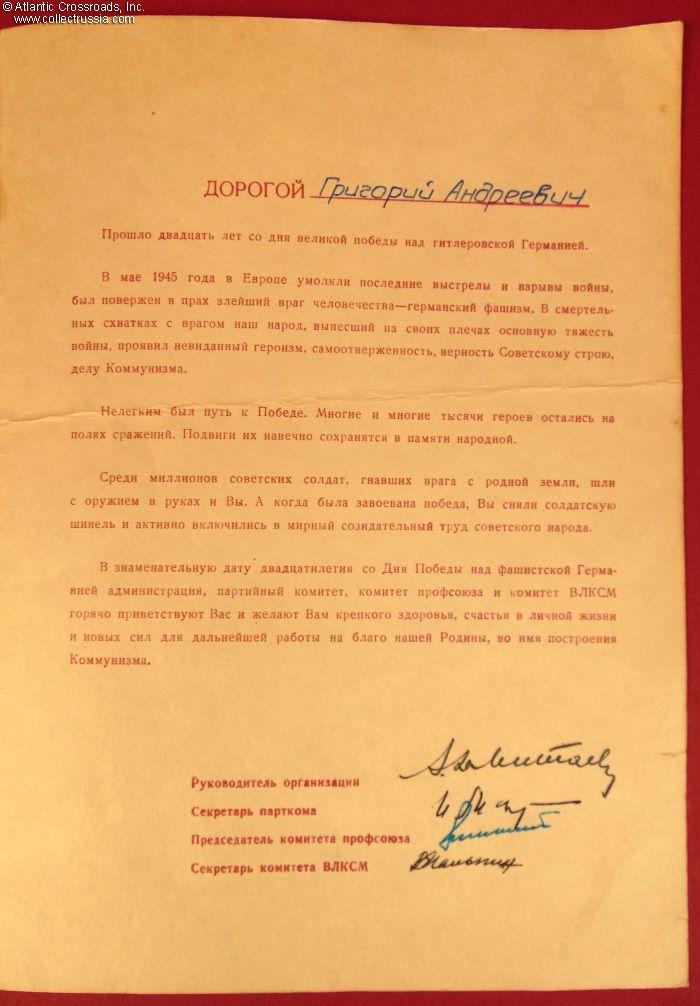 © Atlantic Crossroads, Inc.
www.collectrussia.com
ДОРОГОЙ Григорий Андреевич
Прошло двадцать лет со дня великой победы над гитлеровской Германией.
В мае 1945 года в Европе умолкли последние выстрелы и взрывы войны,
был повержен в прах злейший враг человечества—германский фашизм. В смертель-
ных схватках с врагом наш народ, вынесший на своих плечах основную тяжесть
войны, проявил невиданный героизм, самоотверженность, верность Советскому строю,
делу Коммунизма.
Нелегким был путь к Победе. Многие и многие тысячи героев остались на
полях сражений. Подвиги их навечно сохранятся в памяти народной.
Среди миллионов советских солдат, гнавших врага с родной земли, шли
с оружием в руках и Вы. А когда была завоевана победа, Вы сняли солдатскую
шинель и активно включились в мирный созидательный труд советского народа.
В знаменательную дату двадцатилетия со Дня Победы над фашистской Герма-
нией администрация, партийный комитет, комитет профсоюза и комитет ВЛКСМ
горячо приветствуют Вас и желают Вам крепкого здоровья, счастья в личной жизни
и новых сил для дальнейшей работы на благо нашей Родины, во имя построения
Коммунизма.
Руководитель организации
Секретарь парткома
Председатель комитета профсоюза
Секретарь комитета ВЛКСМ